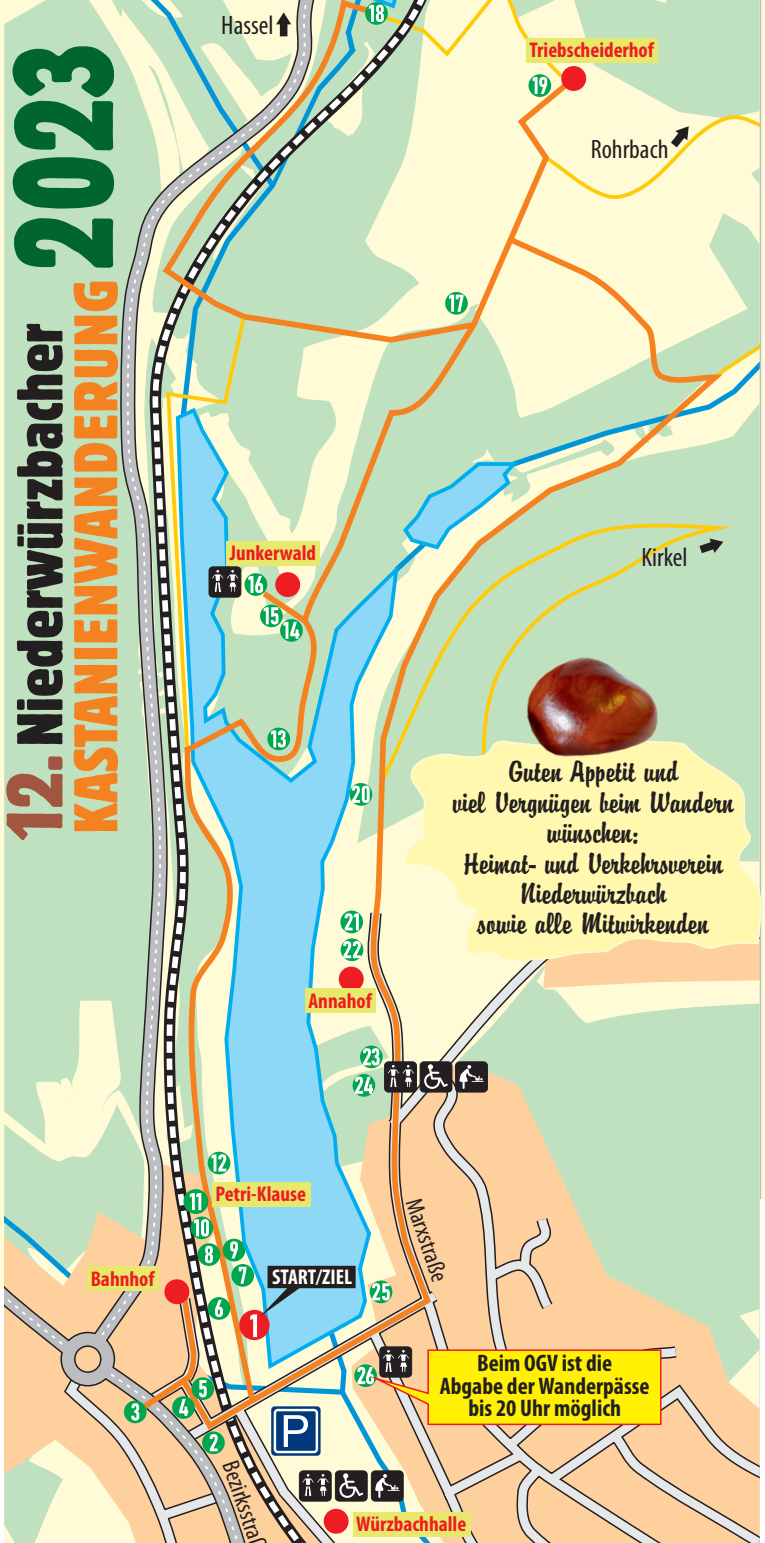 12. Niederwürzbacher
KASTANIENWANDERUNG 2023
Hassel
18
Triebscheiderhof
19
Rohrbach
17
Junkerwald
16
15
14
Kirkel
13
Guten Appetit und
viel Vergnügen beim Wandern
wünschen:
Heimat- und Verkehrsverein
Niederwürzbach
sowie alle Mitwirkenden
20
21
22
Annahof
23
24
12
Petri-Klause
11
10
9
8
7
Marxstraße
Bahnhof
START/ZIEL
25
6
1
Beim OGV ist die
Abgabe der Wanderpässe
bis 20 Uhr möglich
26
5
4
3
2
P
Bezirksstraß
Würzbachhalle